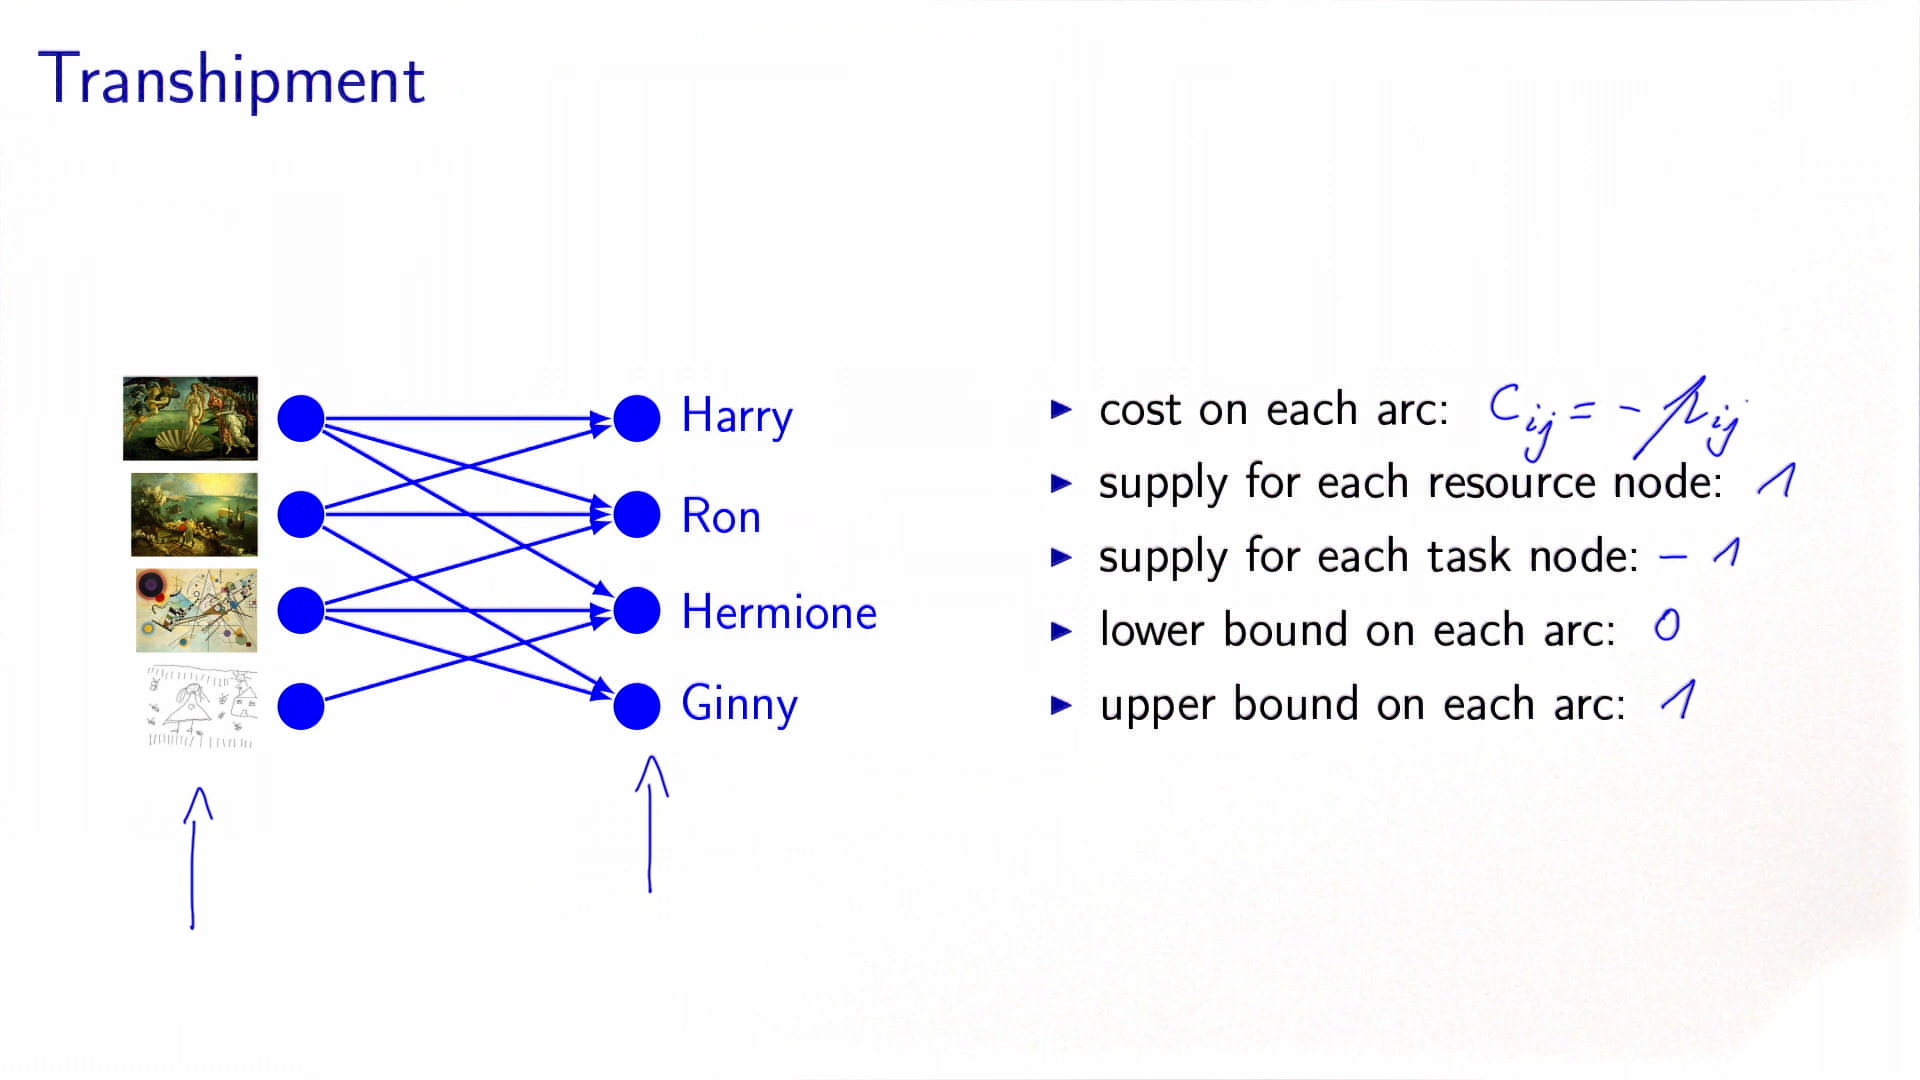 Transhipment
Harry
Ron
Hermione
Ginny
▶ cost on each arc: c_ij = - p_ij
▶ supply for each resource node: 1
▶ supply for each task node: - 1
▶ lower bound on each arc: 0
▶ upper bound on each arc: 1